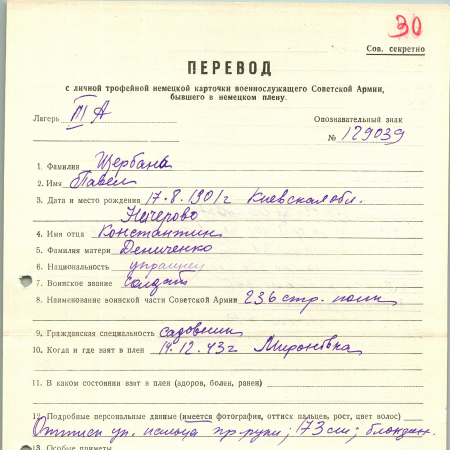 30
Сов. секретно
ПЕРЕВОД
с личной трофейной немецкой карточки военнослужащего Советской Армии,
бывшего в немецком плену.
Лагерь III А
Опознавательный знак
№ 129039
1. Фамилия Щербань
2. Имя Павел
3. Дата и место рождения 17.8.1901г Киевская обл.
4. Имя отца Константин
5. Фамилия матери Дениченко
6. Национальность украинец
7. Воинское звание солдат
8. Наименование воинской части Советской Армии 236 стр. полк
9. Гражданская специальность садовник
10. Когда и где взят в плен 14.12.43г Мироновка
11. В каком состоянии взят в плен (здоров, болен, ранен)
12. Подробные персональные данные (имеется фотография, оттиск пальцев, рост, цвет волос)
Оттиск ук. пальца пр. руки; 173 см; блондин.
13. Особые приметы